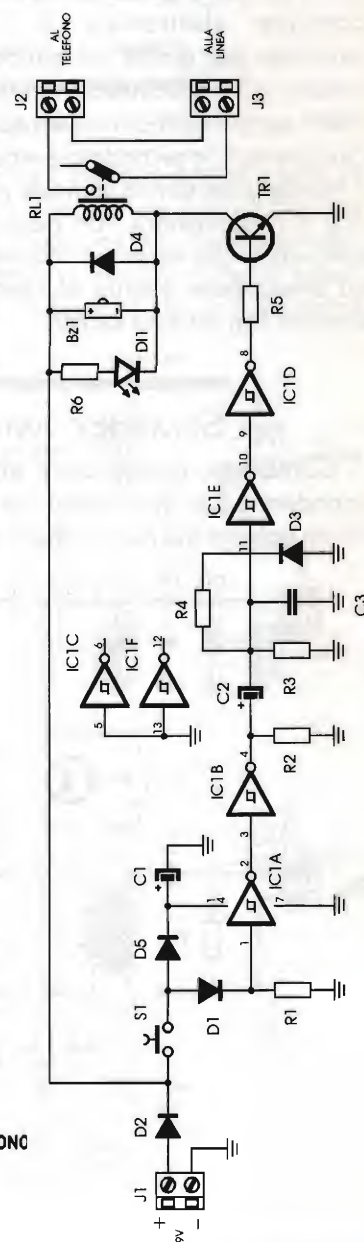 J2
AL
TELEFONO
ALLA
LINEA
J3
RL1
D4
Bz1
+
-
R6
Dl1
TR1
R5
8
IC1D
9
10
IC1E
11
D3
R4
C3
R3
C2
+
IC1C
6
5
IC1F
12
13
IC1B
4
R2
3
C1
+
IC1A
2
14
7
1
D5
D1
R1
S1
D2
J1
+
9V
-
ONO